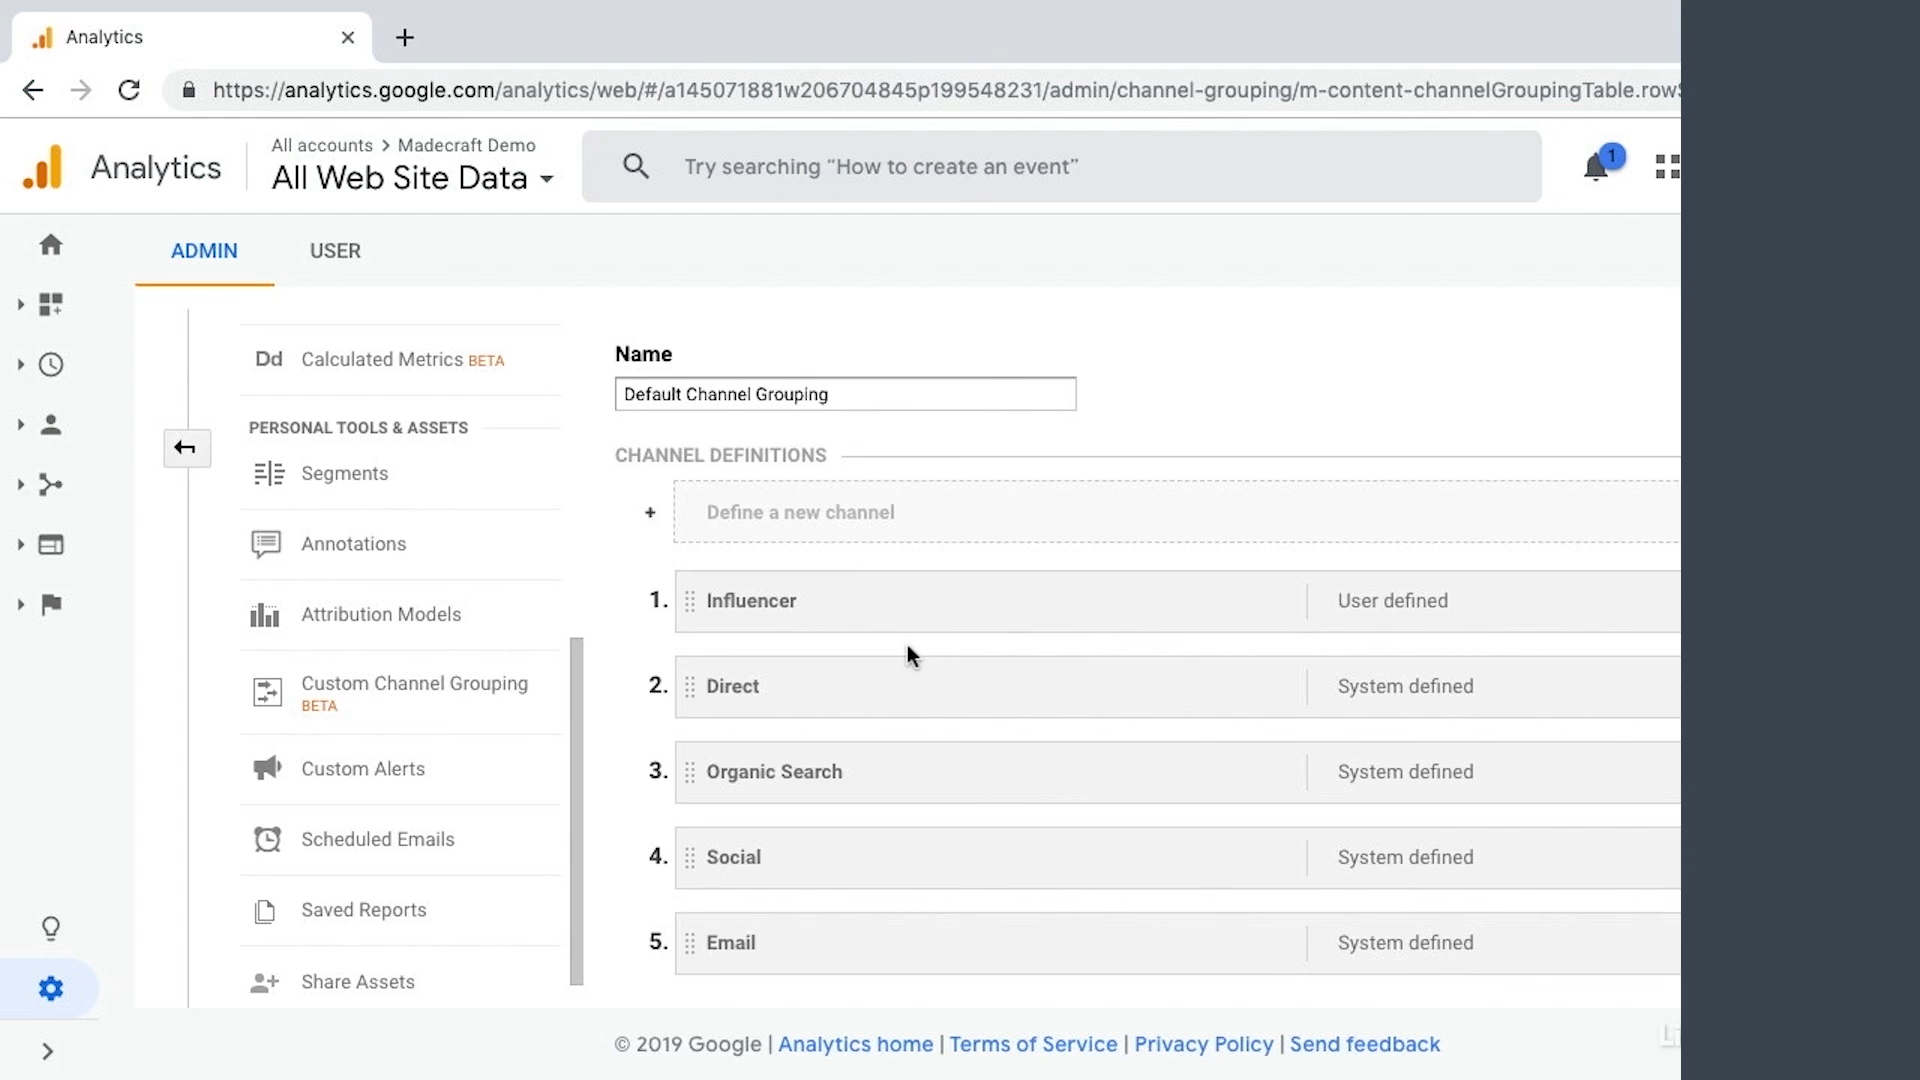 Analytics
https://analytics.google.com/analytics/web/#/a145071881w206704845p199548231/admin/channel-grouping/m-content-channelGroupingTable.row
Analytics
All accounts > Madecraft Demo
All Web Site Data
Try searching “How to create an event”
1
ADMIN
USER
Dd Calculated Metrics BETA
PERSONAL TOOLS & ASSETS
Segments
Annotations
Attribution Models
Custom Channel Grouping
BETA
Custom Alerts
Scheduled Emails
Saved Reports
Share Assets
Name
Default Channel Grouping
CHANNEL DEFINITIONS
+ Define a new channel
1. Influencer User defined
2. Direct System defined
3. Organic Search System defined
4. Social System defined
5. Email System defined
© 2019 Google | Analytics home | Terms of Service | Privacy Policy | Send feedback